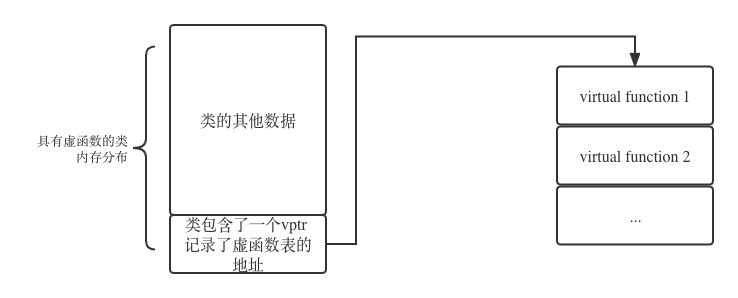 具有虚函数的类
内存分布
类的其他数据
类包含了一个vptr
记录了虚函数表的
地址
virtual function 1
virtual function 2
...